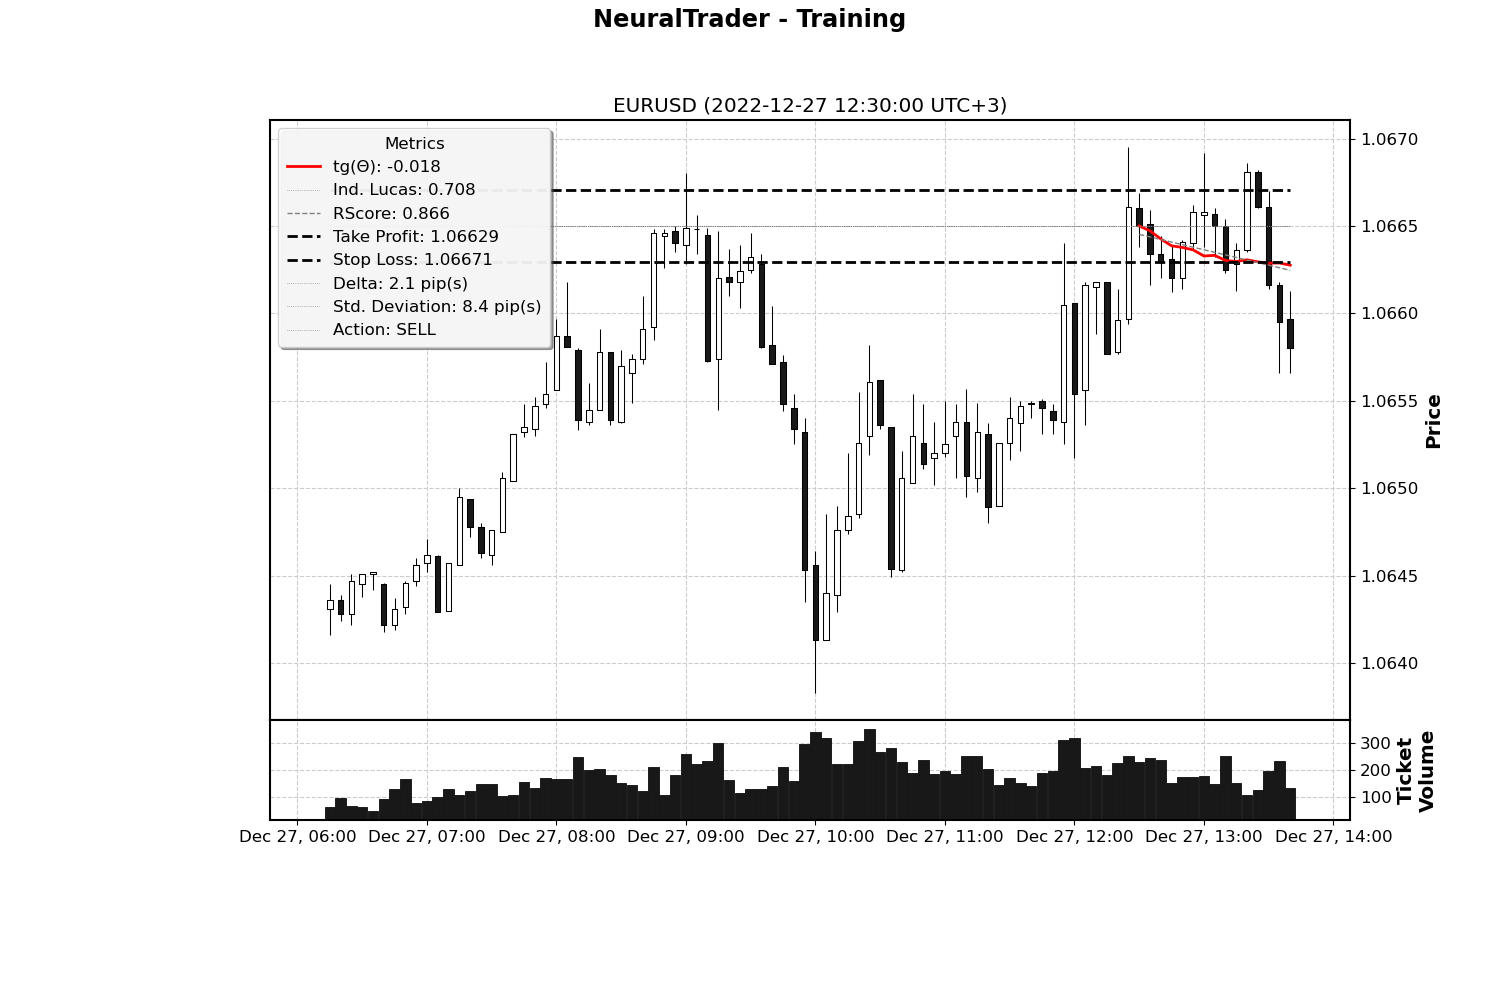 NeuralTrader - Training
EURUSD (2022-12-27 12:30:00 UTC+3)
Metrics
tg(Θ): -0.018
Ind. Lucas: 0.708
RScore: 0.866
Take Profit: 1.06629
Stop Loss: 1.06671
Delta: 2.1 pip(s)
Std. Deviation: 8.4 pip(s)
Action: SELL
1.0670
1.0665
1.0660
1.0655
1.0650
1.0645
1.0640
Price
300
200
100
Ticket
Volume
Dec 27, 06:00 Dec 27, 07:00 Dec 27, 08:00 Dec 27, 09:00 Dec 27, 10:00 Dec 27, 11:00 Dec 27, 12:00 Dec 27, 13:00 Dec 27, 14:00